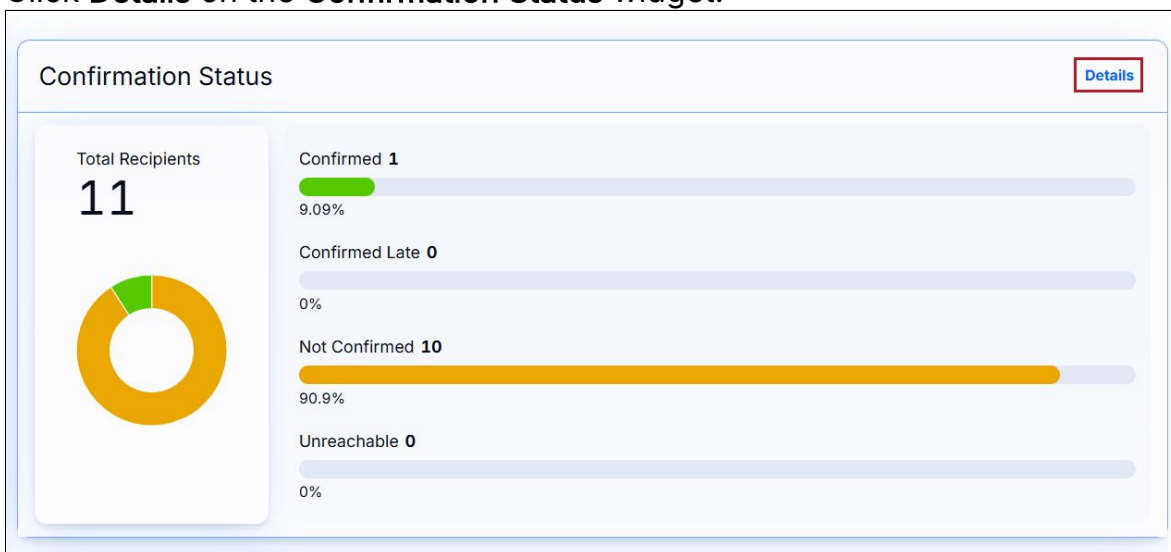 Click Details on the Confirmation Status widget.
Confirmation Status
Details
Total Recipients
11
Confirmed 1
9.09%
Confirmed Late 0
0%
Not Confirmed 10
90.9%
Unreachable 0
0%